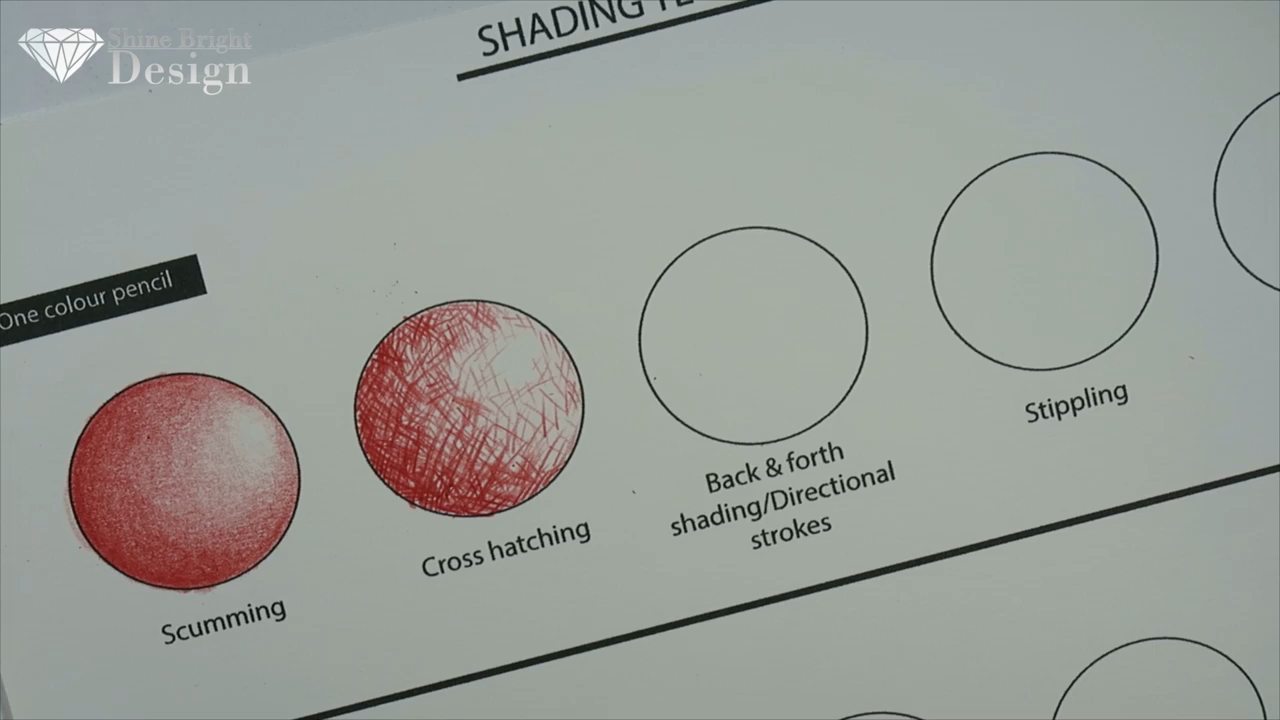 Shine Bright
Design
SHADING
One colour pencil
Scumming
Cross hatching
Back & forth
shading/Directional
strokes
Stippling